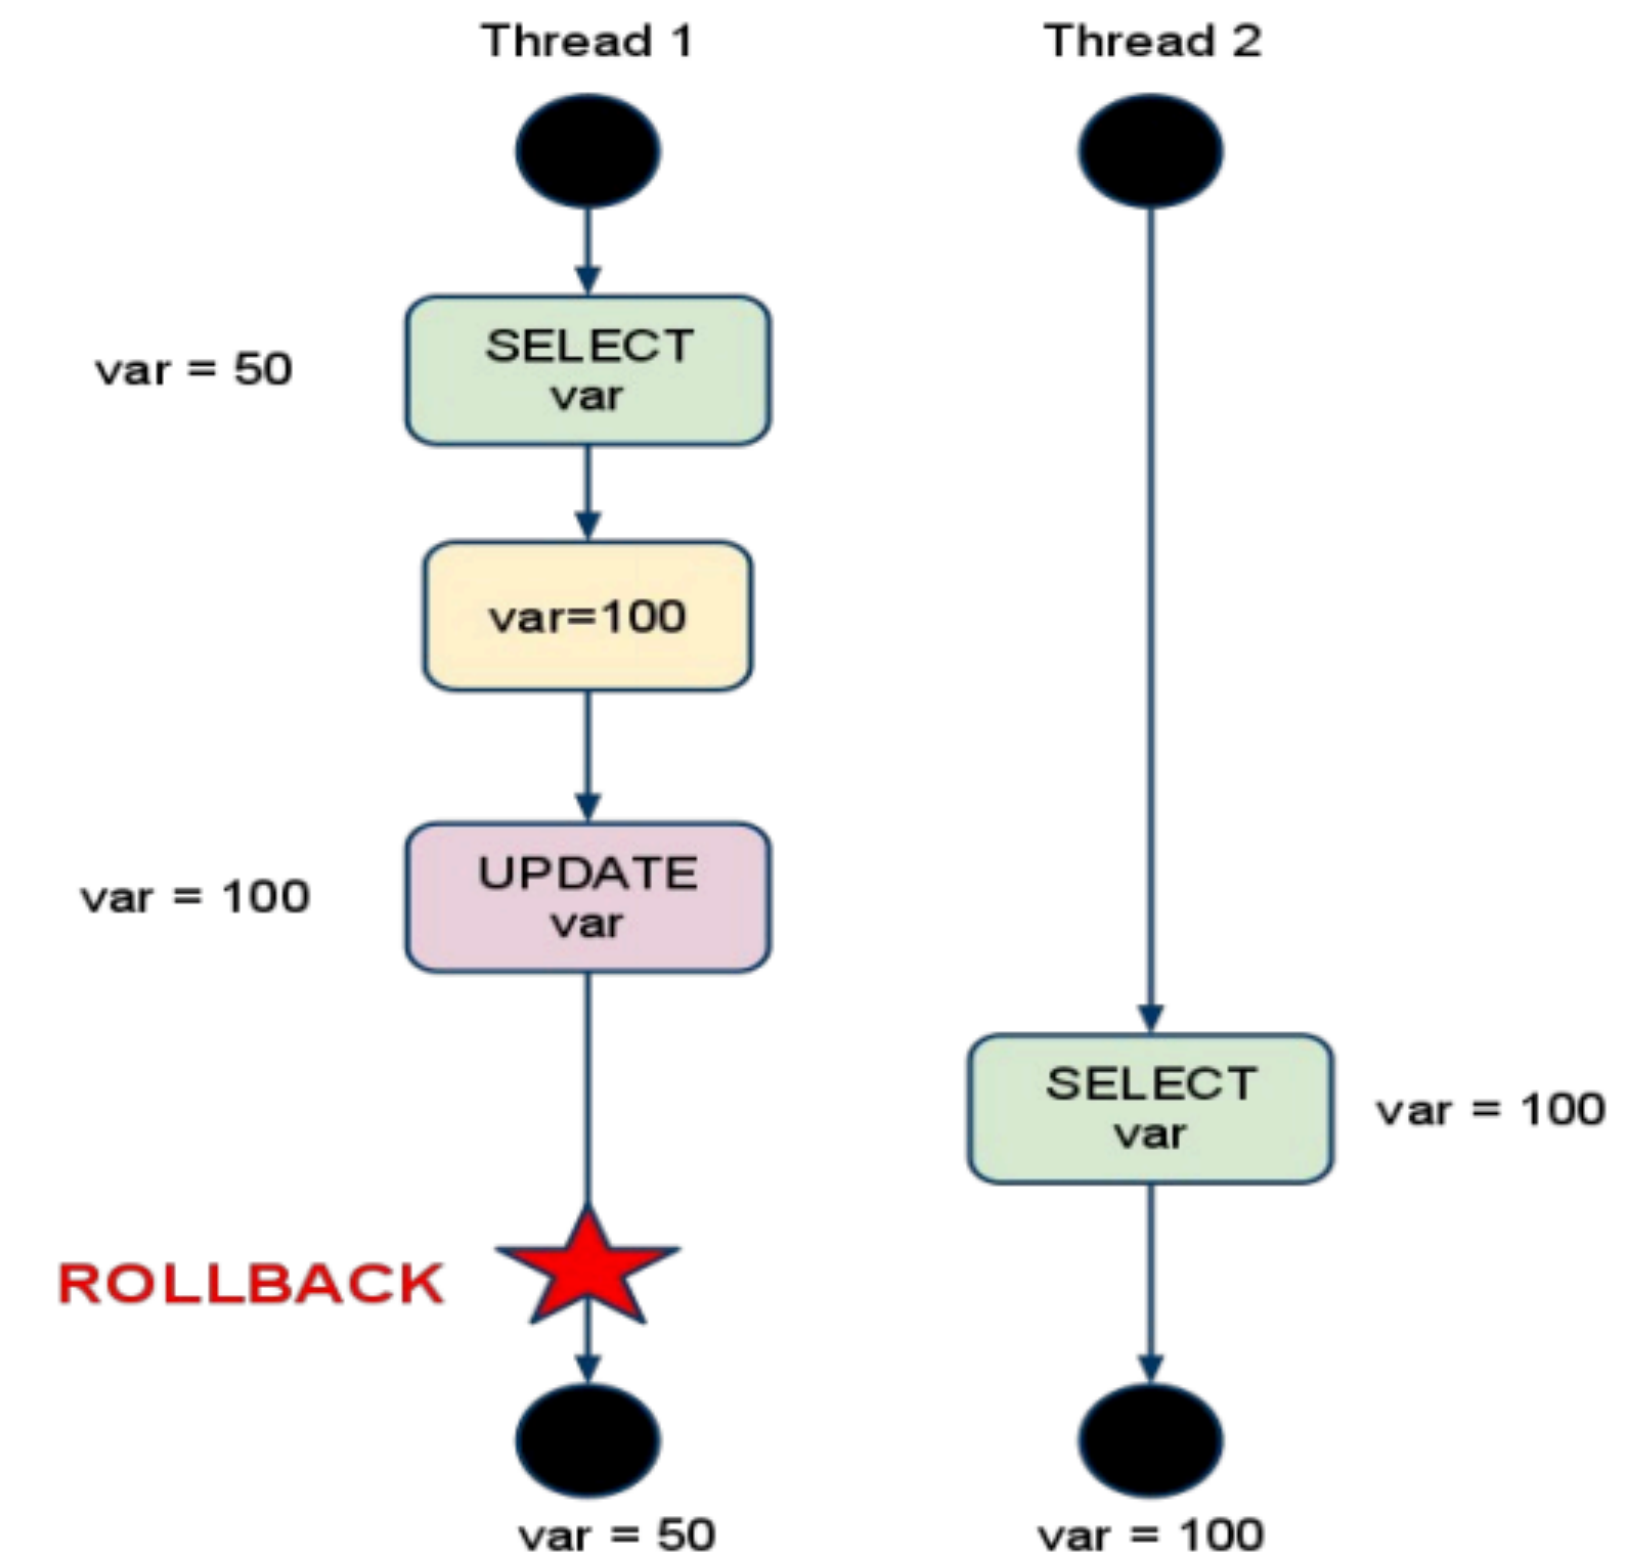 Thread 1
Thread 2
SELECT
var
var = 50
var=100
UPDATE
var
var = 100
SELECT
var
var = 100
ROLLBACK
var = 50
var = 100